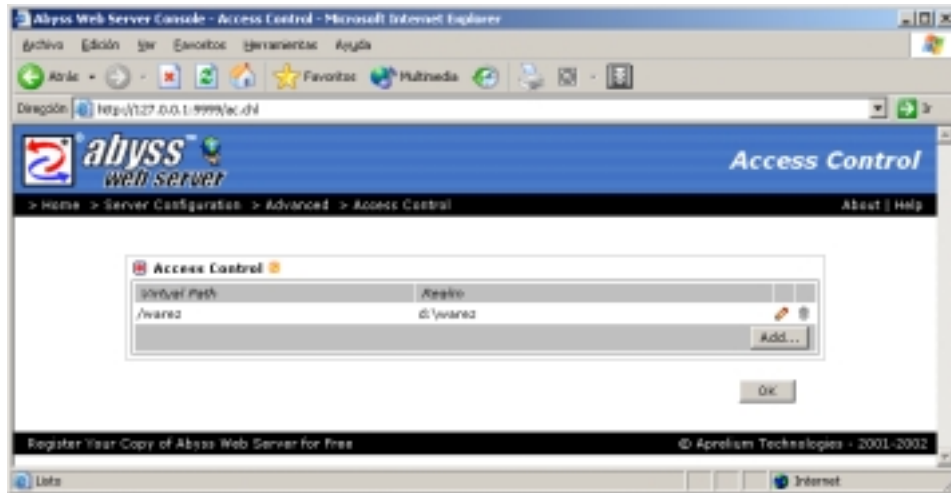 Abyss Web Server Console - Access Control - Microsoft Internet Explorer
Archivo Edición Ver Favoritos Herramientas Ayuda
Atrás Favoritos Multimedia
Dirección http://127.0.0.1:9999/ac.chl Ir
abyss™
web server
Access Control
> Home > Server Configuration > Advanced > Access Control
About | Help
Access Control
Virtual Path Realm
/warez d:\warez
Add...
OK
Register Your Copy of Abyss Web Server for Free
© Aprelium Technologies - 2001-2002
Listo Internet